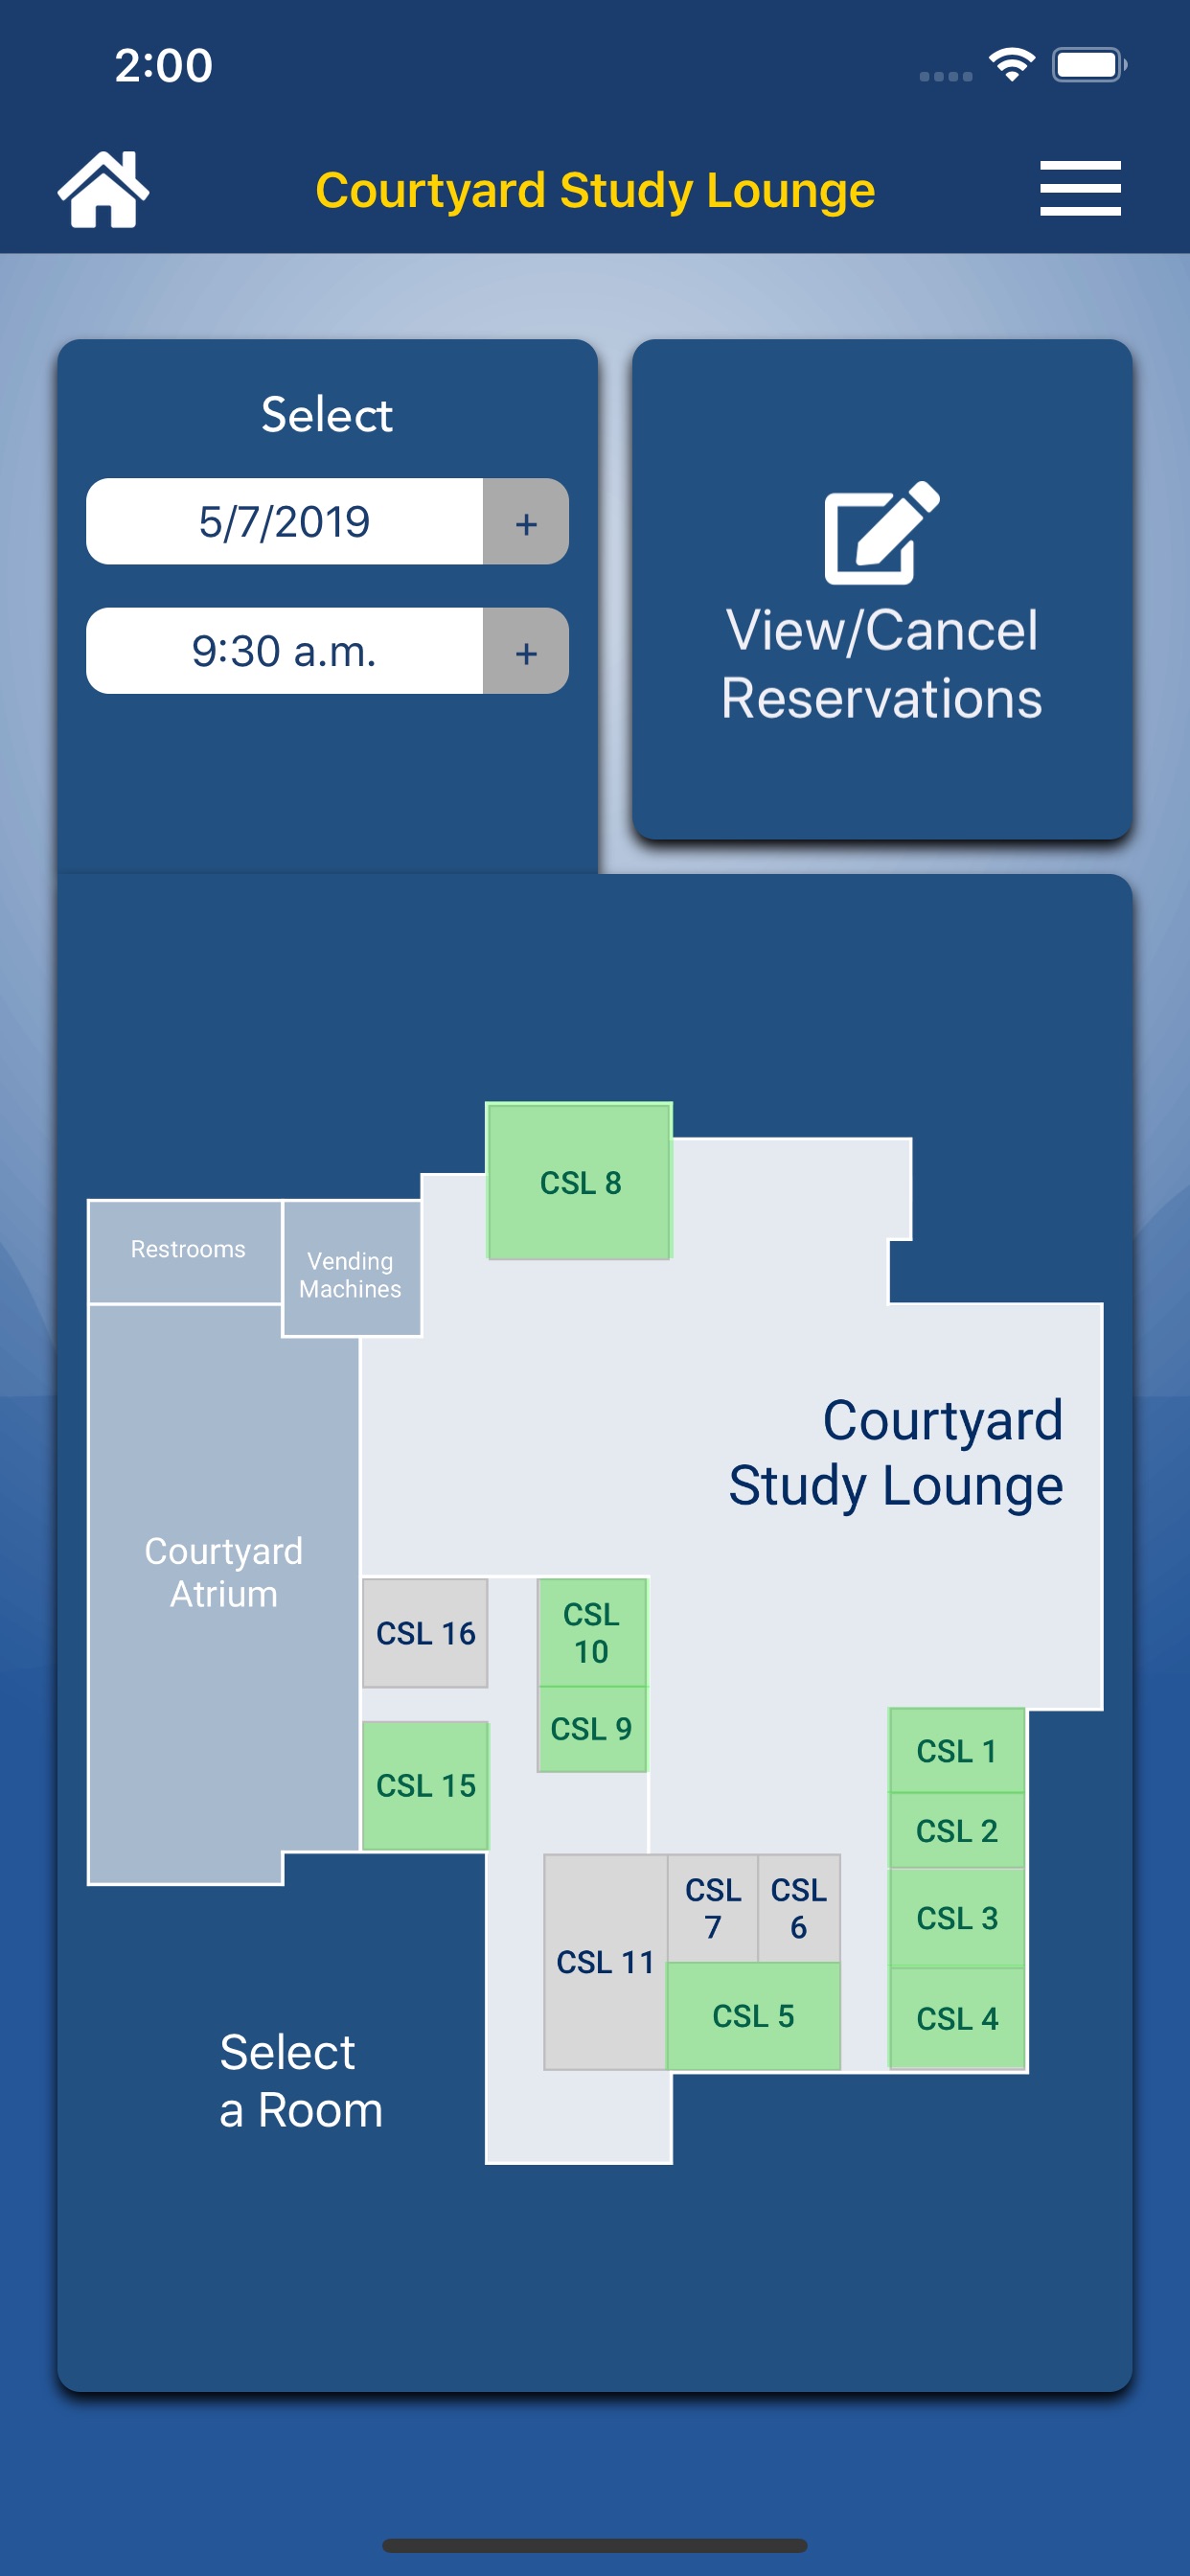 2:00
Courtyard Study Lounge
Select
5/7/2019
+
9:30 a.m.
+
View/Cancel
Reservations
CSL 8
Restrooms
Vending
Machines
Courtyard
Study Lounge
Courtyard
Atrium
CSL 16
CSL
10
CSL 9
CSL 15
CSL 1
CSL 2
CSL 3
CSL 4
CSL
7
CSL
6
CSL 11
CSL 5
Select
a Room